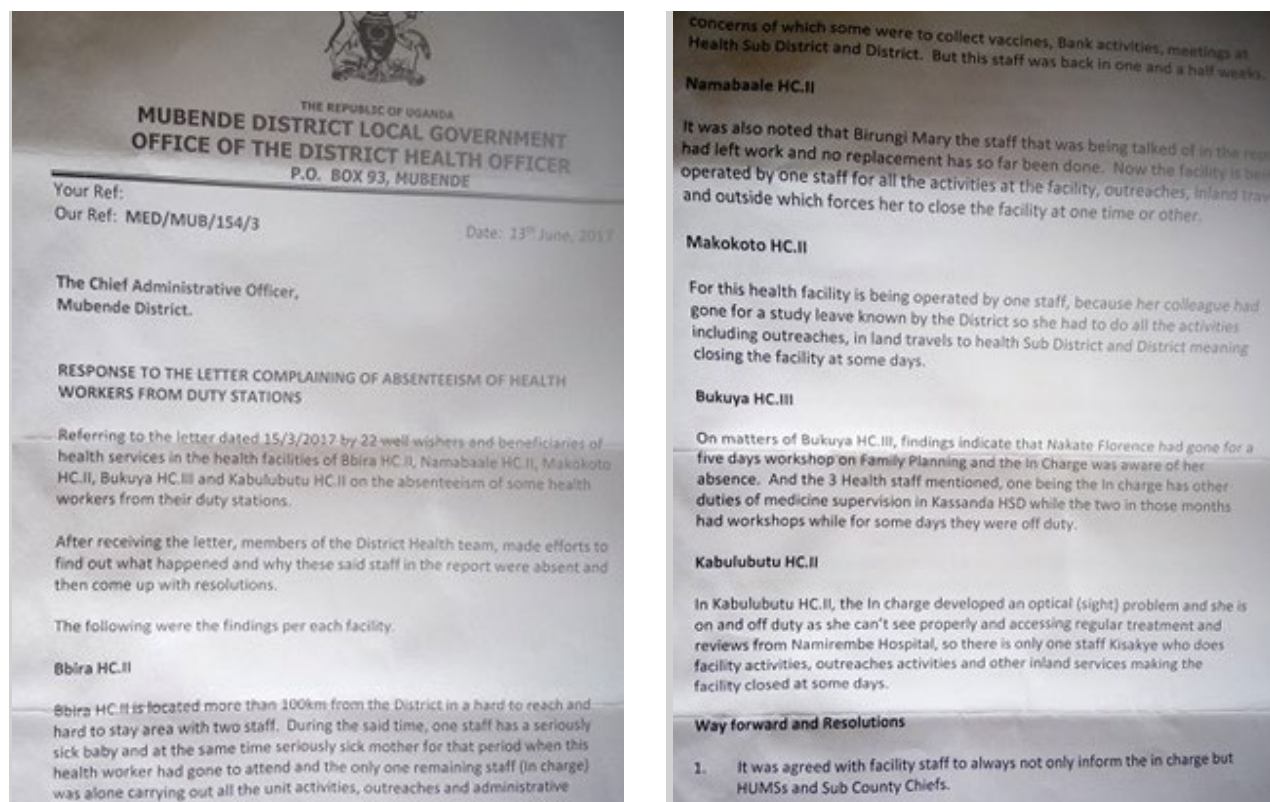 THE REPUBLIC OF UGANDA
MUBENDE DISTRICT LOCAL GOVERNMENT
OFFICE OF THE DISTRICT HEALTH OFFICER
P.O. BOX 93, MUBENDE
Your Ref:
Our Ref: MED/MUB/154/3
Date: 13th June, 2017
The Chief Administrative Officer,
Mubende District.
RESPONSE TO THE LETTER COMPLAINING OF ABSENTEEISM OF HEALTH
WORKERS FROM DUTY STATIONS
Referring to the letter dated 15/3/2017 by 22 well wishers and beneficiaries of
health services in the health facilities of Bbira HC.II, Namabaale HC.II, Makokoto
HC.II, Bukuya HC.III and Kabulubutu HC.II on the absenteeism of some health
workers from their duty stations.
After receiving the letter, members of the District Health team, made efforts to
find out what happened and why these said staff in the report were absent and
then come up with resolutions.
The following were the findings per each facility.
Bbira HC.II
Bbira HC.II is located more than 100km from the District in a hard to reach and
hard to stay area with two staff. During the said time, one staff has a seriously
sick baby and at the same time seriously sick mother for that period when this
health worker had gone to attend and the only one remaining staff (In charge)
was alone carrying out all the unit activities, outreaches and administrative
concerns of which some were to collect vaccines, Bank activities, meetings at
Health Sub District and District. But this staff was back in one and a half weeks.
Namabaale HC.II
It was also noted that Birungi Mary the staff that was being talked of in the
had left work and no replacement has so far been done. Now the facility is
operated by one staff for all the activities at the facility, outreaches, inland
and outside which forces her to close the facility at one time or other.
Makokoto HC.II
For this health facility is being operated by one staff, because her colleague had
gone for a study leave known by the District so she had to do all the activities
including outreaches, in land travels to health Sub District and District meaning
closing the facility at some days.
Bukuya HC.III
On matters of Bukuya HC.III, findings indicate that Nakate Florence had gone for a
five days workshop on Family Planning and the In Charge was aware of her
absence. And the 3 Health staff mentioned, one being the In charge has other
duties of medicine supervision in Kassanda HSD while the two in those months
had workshops while for some days they were off duty.
Kabulubutu HC.II
In Kabulubutu HC.II, the In charge developed an optical (sight) problem and she is
on and off duty as she can't see properly and accessing regular treatment and
reviews from Namirembe Hospital, so there is only one staff Kisakye who does
facility activities, outreaches activities and other inland services making the
facility closed at some days.
Way forward and Resolutions
1. It was agreed with facility staff to always not only inform the in charge but
HUMSs and Sub County Chiefs.